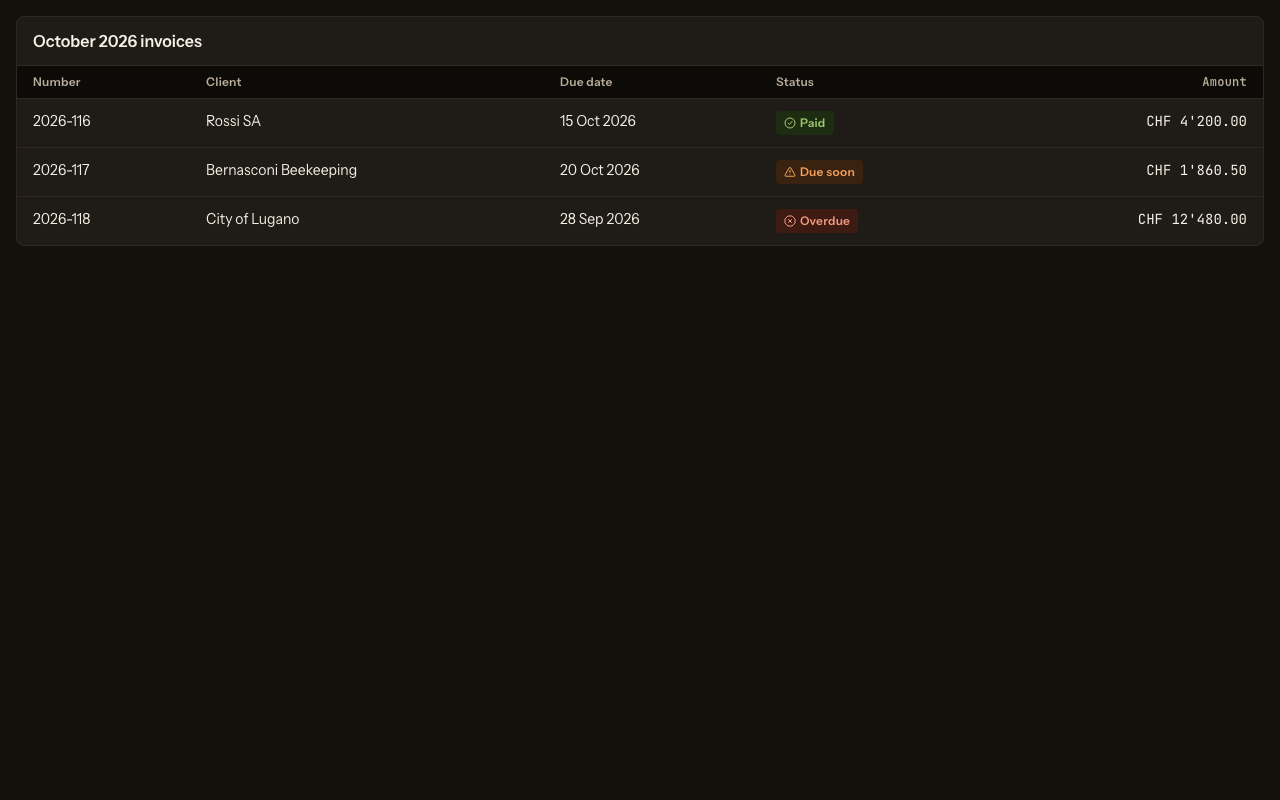 October 2026 invoices
Number Client Due date Status Amount
2026-116 Rossi SA 15 Oct 2026 Paid CHF 4'200.00
2026-117 Bernasconi Beekeeping 20 Oct 2026 Due soon CHF 1'860.50
2026-118 City of Lugano 28 Sep 2026 Overdue CHF 12'480.00